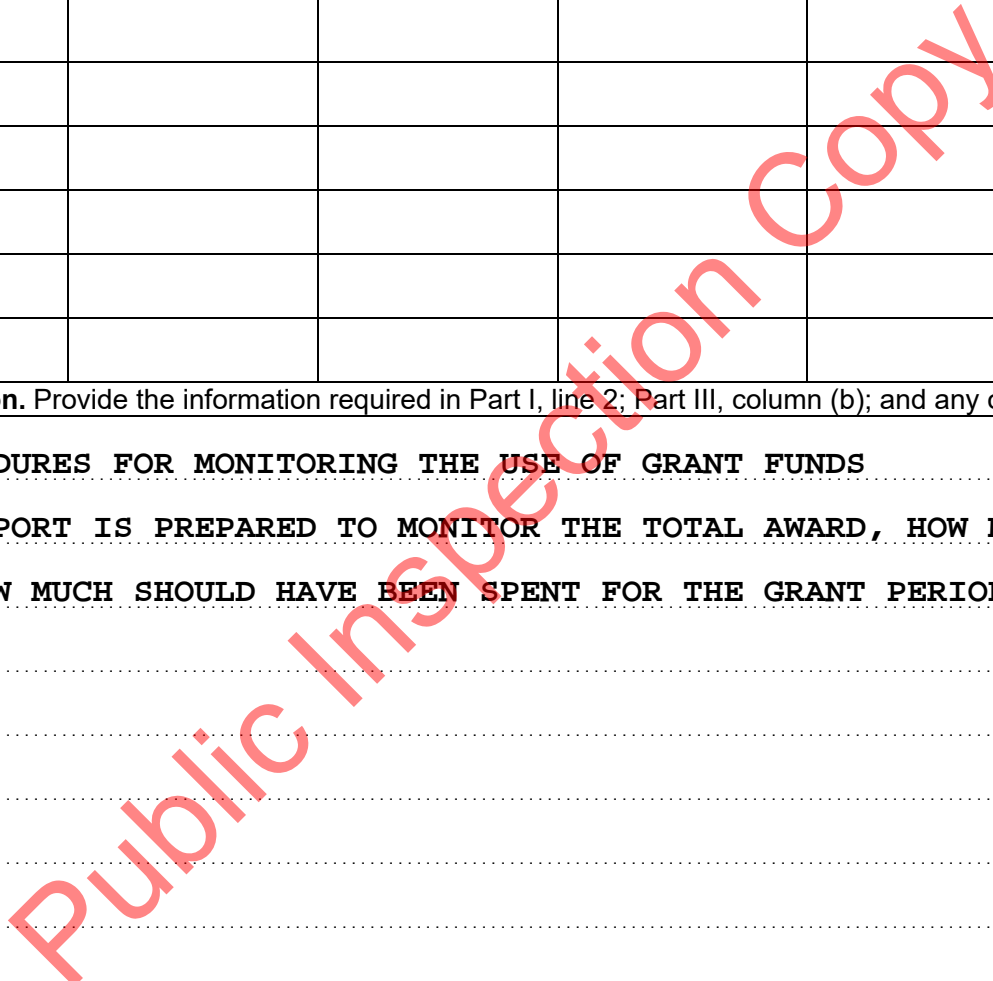 n. Provide the information required in Part I, line 2; Part III, column (b); and any
DURES FOR MONITORING THE USE OF GRANT FUNDS
PORT IS PREPARED TO MONITOR THE TOTAL AWARD, HOW
W MUCH SHOULD HAVE BEEN SPENT FOR THE GRANT PERIOD
Public Inspection Copy